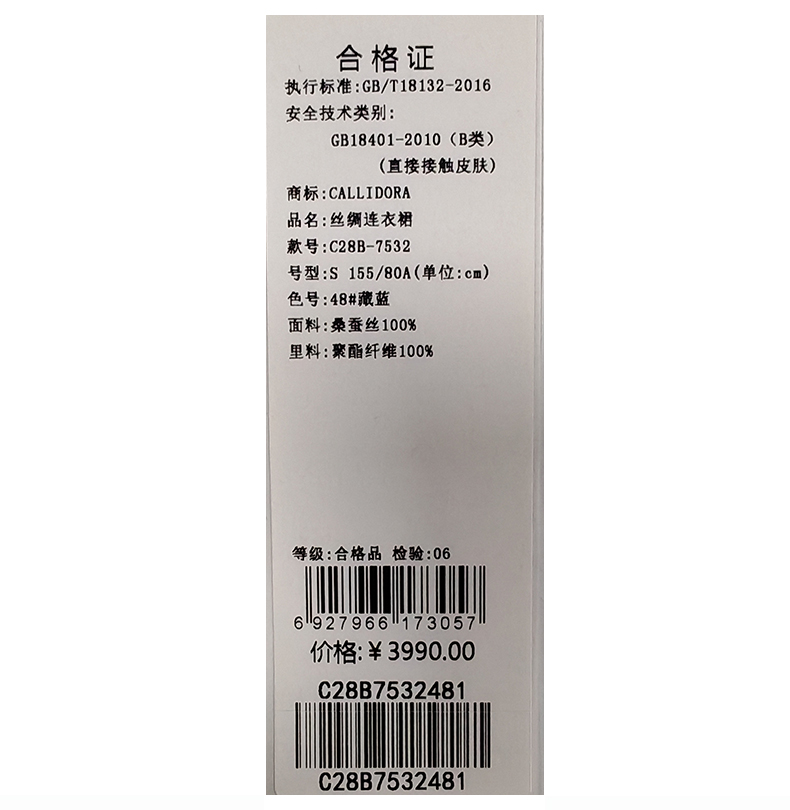 合格证
执行标准:GB/T18132-2016
安全技术类别:
GB18401-2010（B类）
(直接接触皮肤)
商标:CALLIDORA
品名:丝绸连衣裙
款号:C28B-7532
号型:S 155/80A(单位:cm)
色号:48#藏蓝
面料:桑蚕丝100%
里料:聚酯纤维100%
等级:合格品 检验:06
6 927966 173057
价格:￥3990.00
C28B7532481
C28B7532481